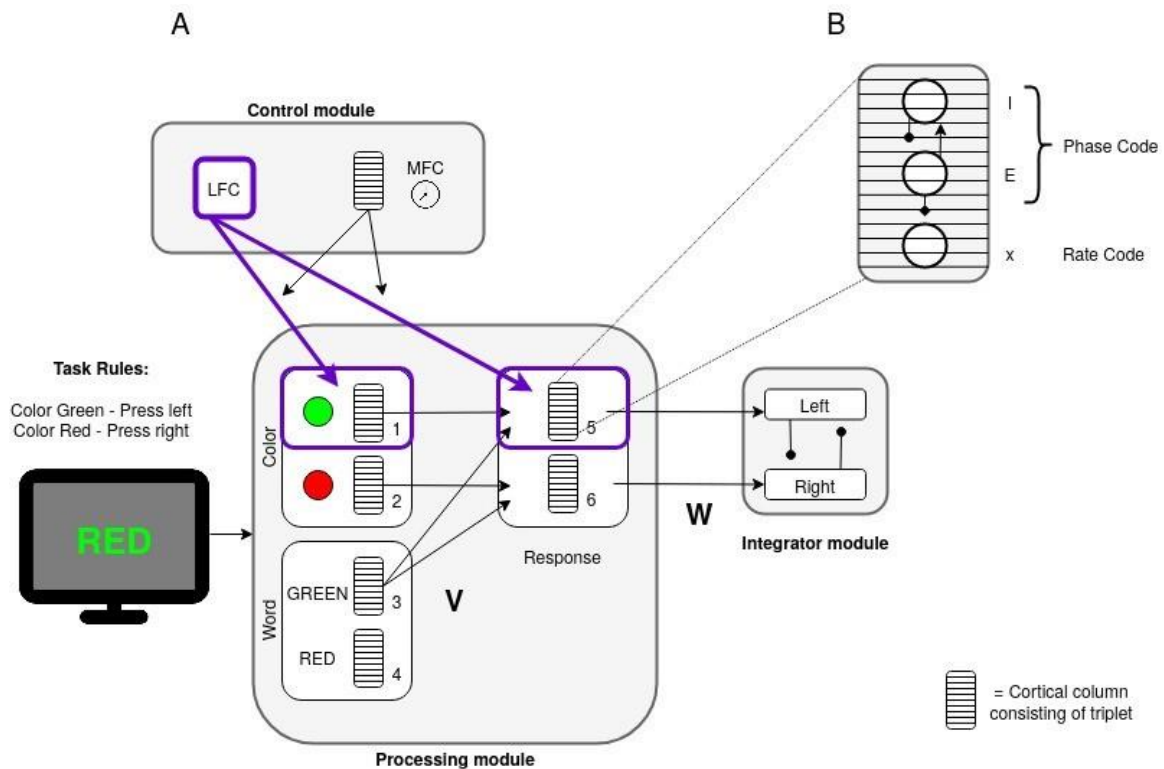 A
B
Control module
LFC
MFC
I
E
x
Phase Code
Rate Code
Task Rules:
Color Green - Press left
Color Red - Press right
RED
Color
1
2
Word
GREEN
3
RED
4
V
5
6
Response
W
Left
Right
Integrator module
Processing module
= Cortical column
consisting of triplet